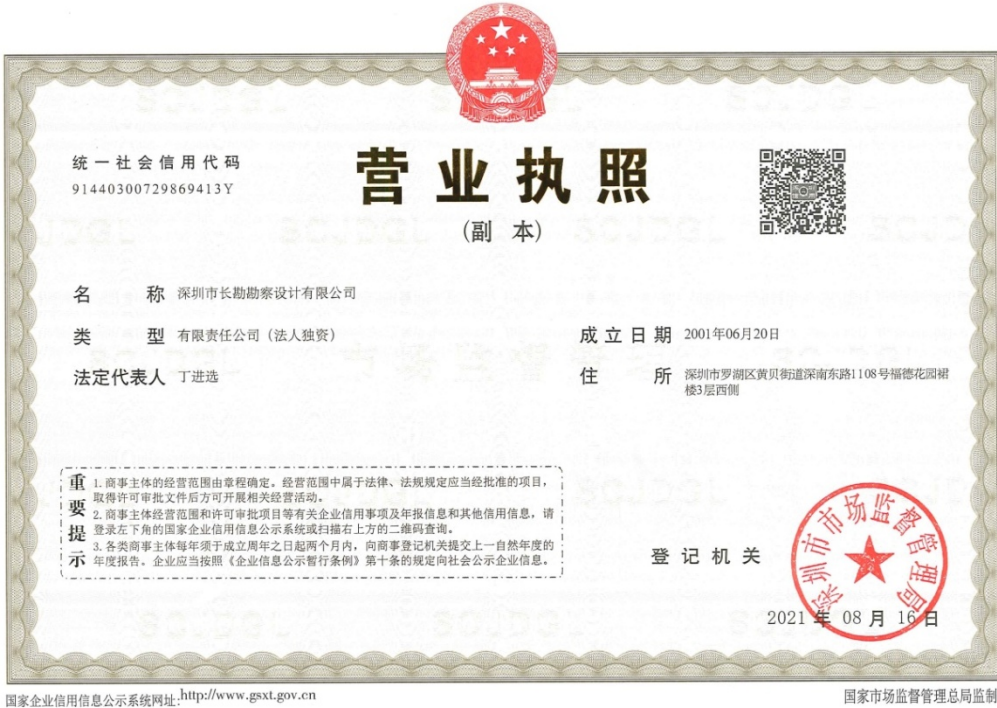 统一社会信用代码
91440300729869413Y
营业执照
(副 本)
名 称 深圳市长勘勘察设计有限公司
类 型 有限责任公司（法人独资）
法定代表人 丁进选
成立日期 2001年06月20日
住 所 深圳市罗湖区黄贝街道深南东路1108号福德花园裙
楼3层西侧
重要提示
1.商事主体的经营范围由章程确定。经营范围中属于法律、法规规定应当经批准的项目，
取得许可审批文件后方可开展相关经营活动。
2.商事主体经营范围和许可审批项目等有关企业信用事项及年报信息和其他信用信息，请
登录左下角的国家企业信用信息公示系统或扫描右上方的二维码查询。
3.各类商事主体每年须于成立周年之日起两个月内，向商事登记机关提交上一自然年度的
年度报告。企业应当按照《企业信息公示暂行条例》第十条的规定向社会公示企业信息。
登记机关
深圳市市场监督管理局
2021 年 08 月 16 日
国家企业信用信息公示系统网址:http://www.gsxt.gov.cn
国家市场监督管理总局监制